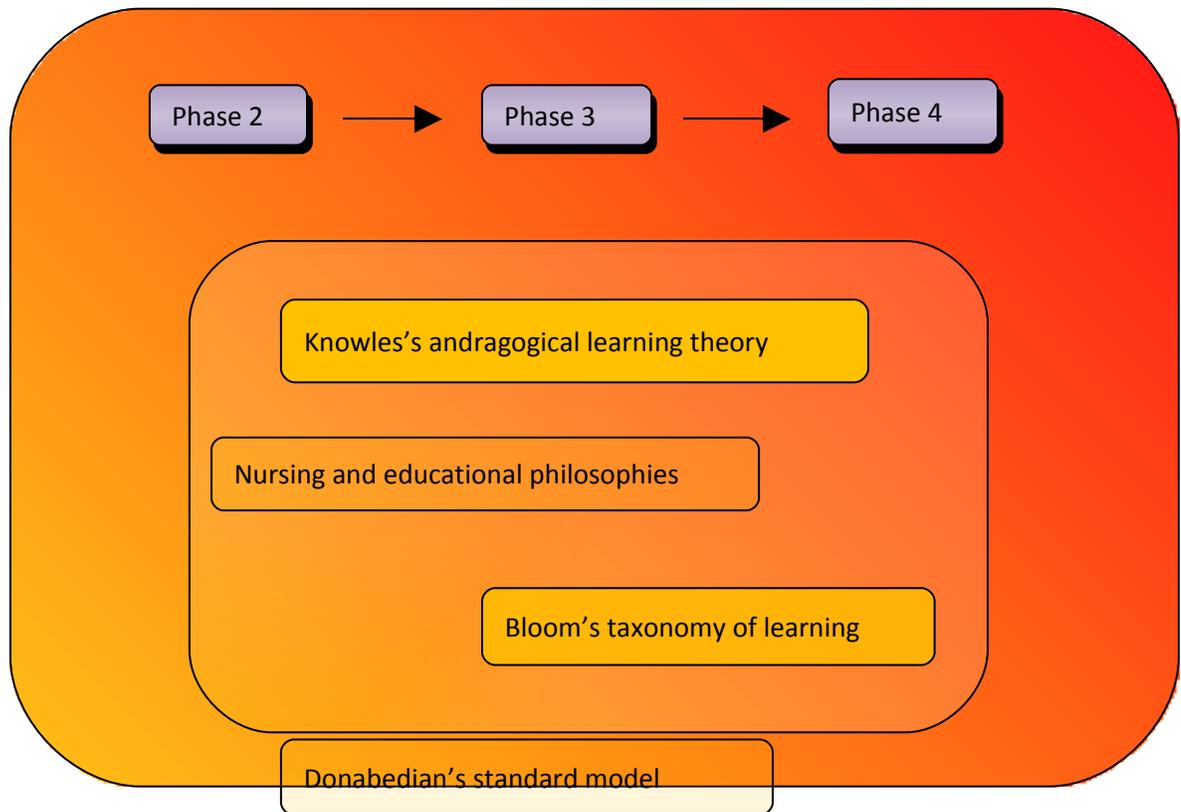 Phase 2
Phase 3
Phase 4
Knowles’s andragogical learning theory
Nursing and educational philosophies
Bloom’s taxonomy of learning
Donabedian’s standard model